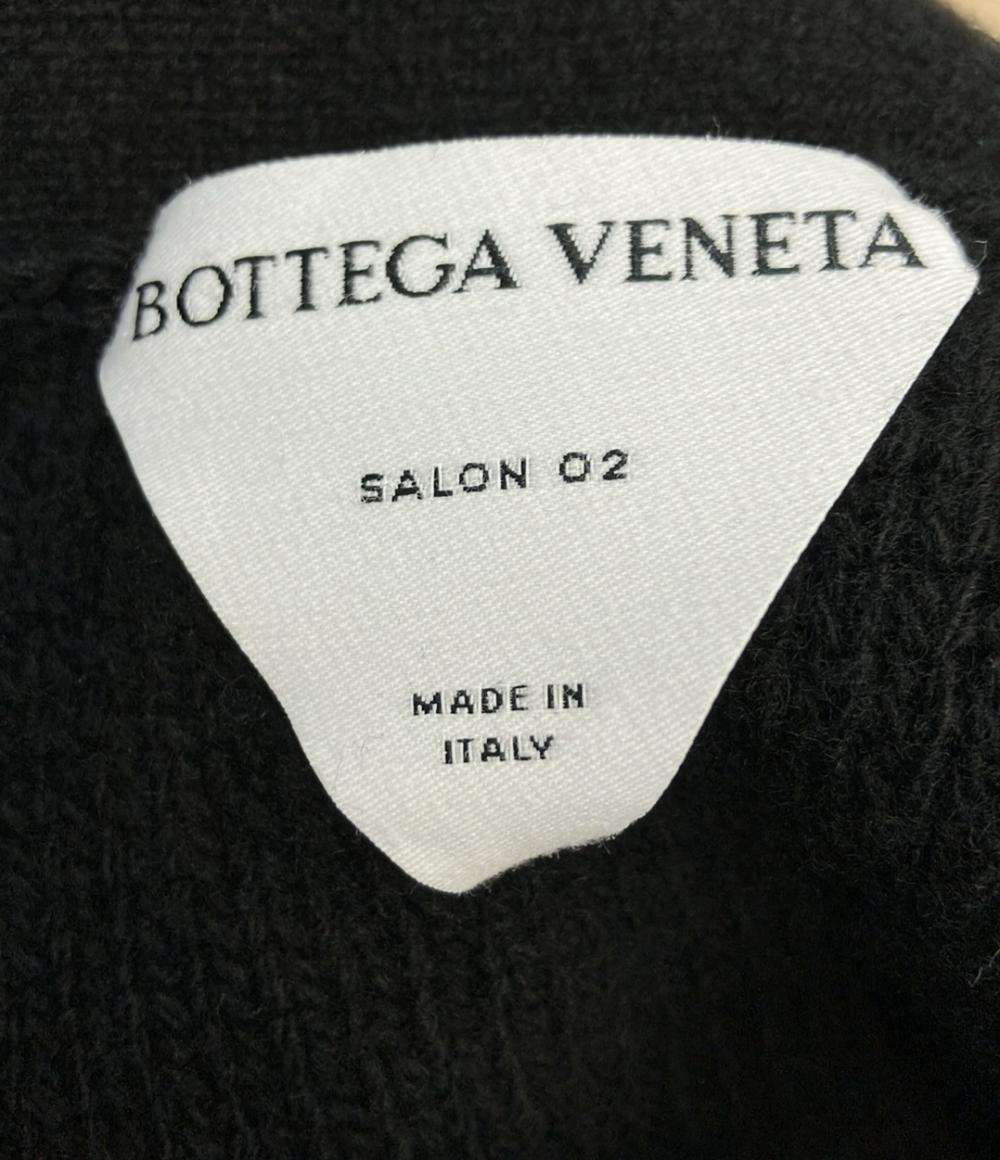 BOTTEGA VENETA
SALON 02
MADE IN
ITALY